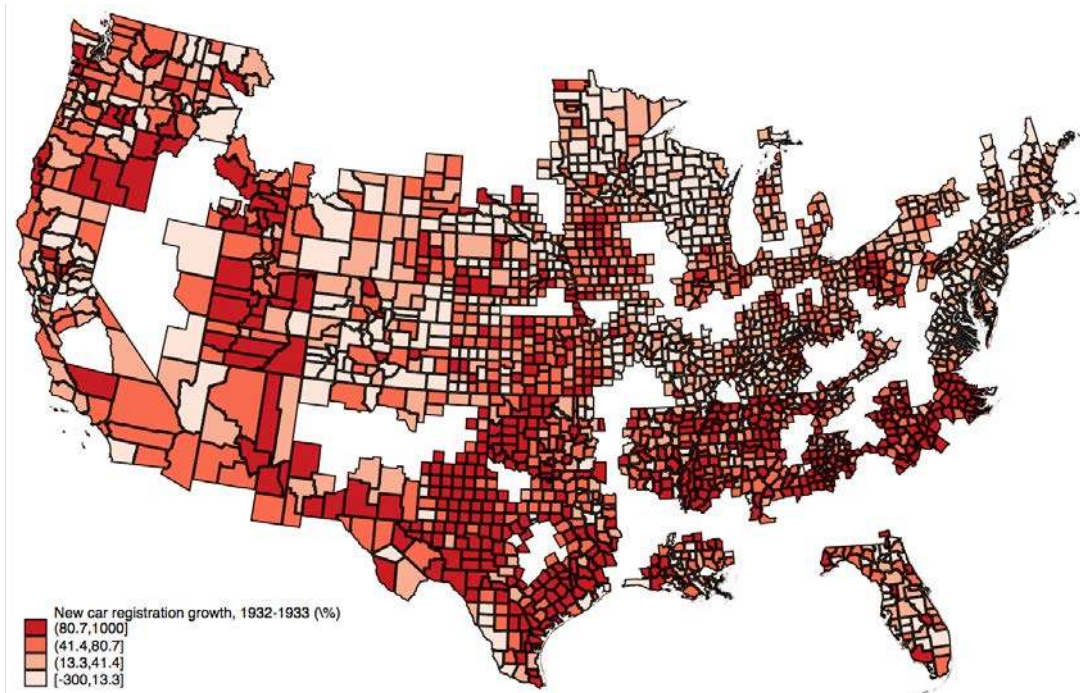 New car registration growth, 1932-1933 (\%)
(80.7,1000]
(41.4,80.7]
(13.3,41.4]
[-300,13.3]